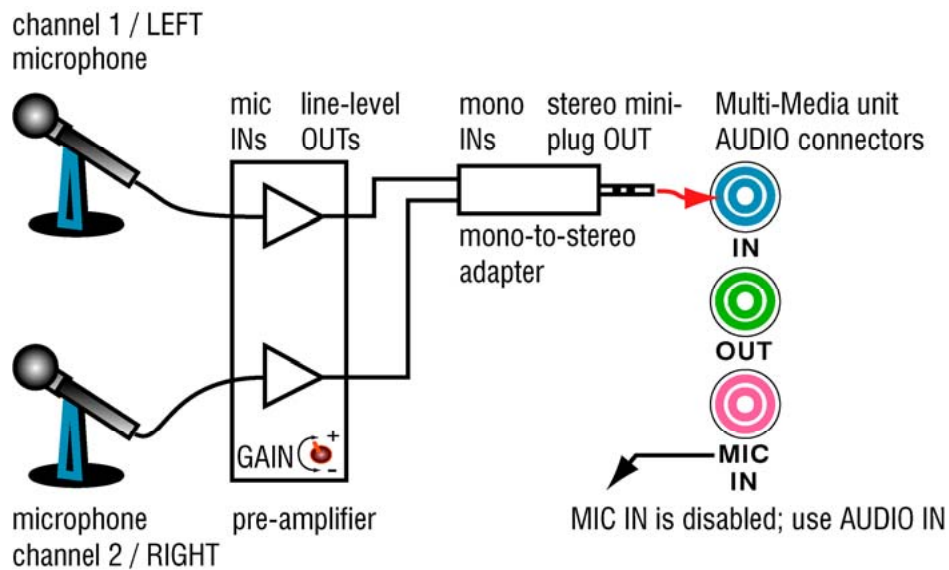 channel 1 / LEFT
microphone
mic
INs
line-level
OUTs
mono
INs
stereo mini-
plug OUT
Multi-Media unit
AUDIO connectors
mono-to-stereo
adapter
IN
OUT
MIC
IN
GAIN + -
microphone
channel 2 / RIGHT
pre-amplifier
MIC IN is disabled; use AUDIO IN